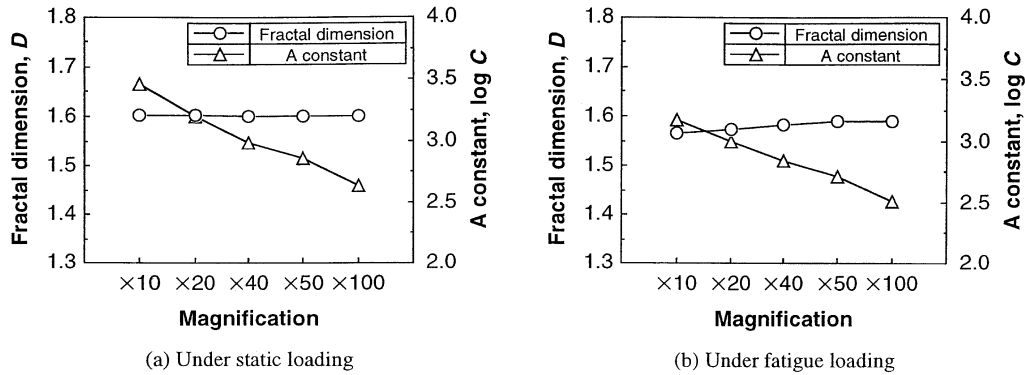 Fractal dimension, D
1.8
1.7
1.6
1.5
1.4
1.3
Fractal dimension
A constant
4.0
3.5
3.0
2.5
2.0
A constant, log C
×10 ×20 ×40 ×50 ×100
Magnification
(a) Under static loading
Fractal dimension, D
1.8
1.7
1.6
1.5
1.4
1.3
Fractal dimension
A constant
4.0
3.5
3.0
2.5
2.0
A constant, log C
×10 ×20 ×40 ×50 ×100
Magnification
(b) Under fatigue loading